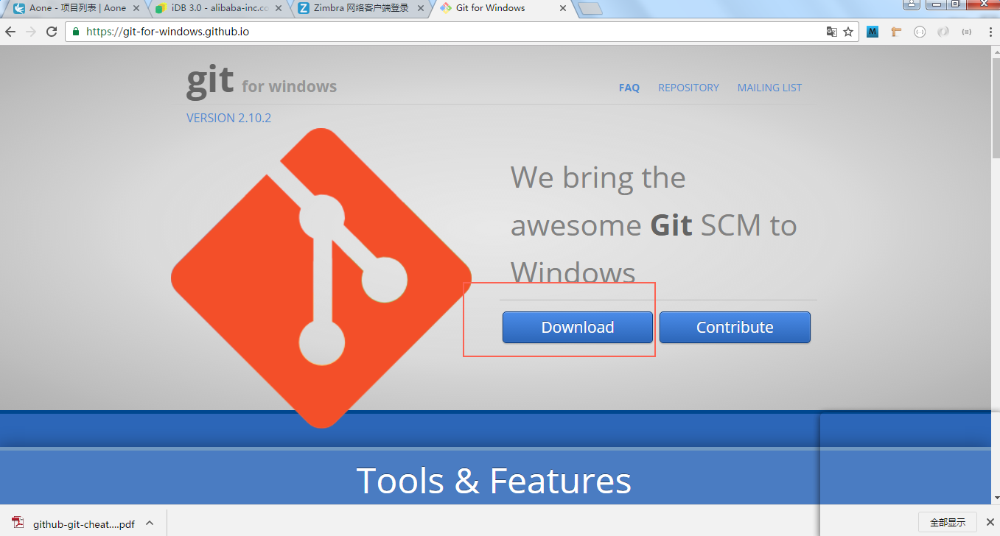 Aone - 项目列表 | Aone
iDB 3.0 - alibaba-inc.co
Zimbra 网络客户端登录
Git for Windows
https://git-for-windows.github.io
M
git for windows
FAQ
REPOSITORY
MAILING LIST
VERSION 2.10.2
We bring the
awesome Git SCM to
Windows
Download
Contribute
Tools & Features
github-git-cheat....pdf
全部显示